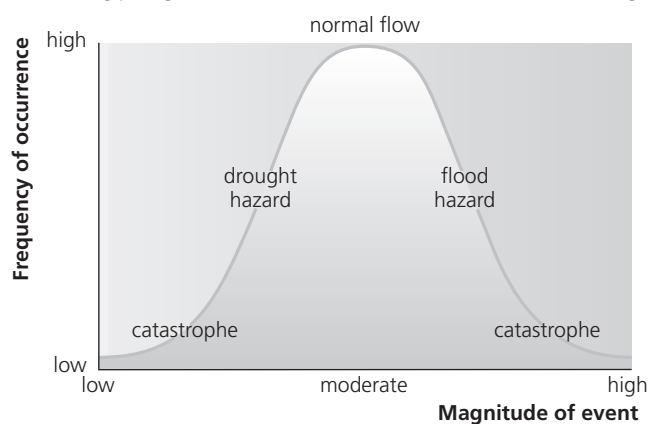 normal flow
high
Frequency of occurrence
drought
hazard
flood
hazard
catastrophe
catastrophe
low
low
moderate
high
Magnitude of event